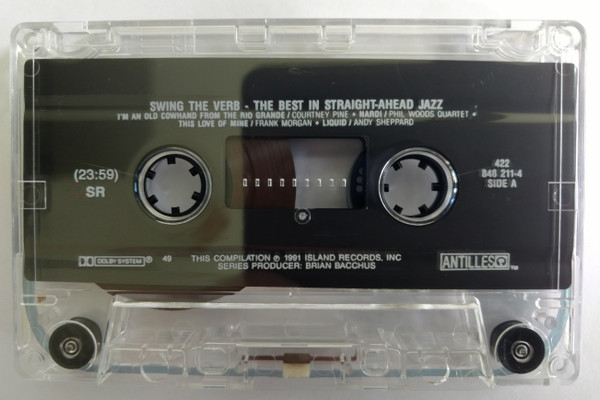 SWING THE VERB - THE BEST IN STRAIGHT-AHEAD JAZZ
I'M AN OLD COWHAND FROM THE RIO GRANDE / COURTNEY PINE • NARDI / PHIL WOODS QUARTET •
THIS LOVE OF MINE / FRANK MORGAN • LIQUID / ANDY SHEPPARD
(23:59)
SR
422
848 211-4
SIDE A
DOLBY SYSTEM ® 49
THIS COMPILATION ℗ 1991 ISLAND RECORDS, INC
SERIES PRODUCER: BRIAN BACCHUS
ANTILLES ™